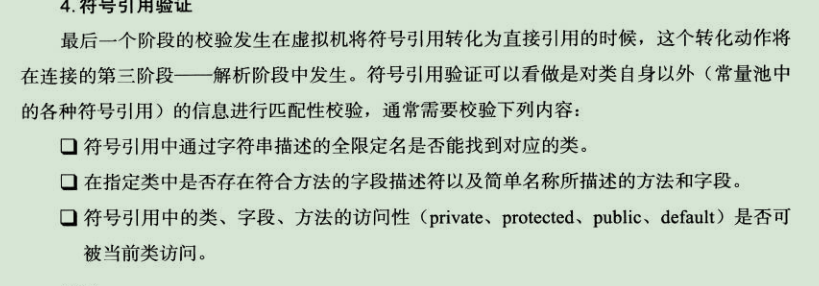 4. 符号引用验证
最后一个阶段的校验发生在虚拟机将符号引用转化为直接引用的时候，这个转化动作将
在连接的第三阶段——解析阶段中发生。符号引用验证可以看做是对类自身以外（常量池中
的各种符号引用）的信息进行匹配性校验，通常需要校验下列内容：
❑ 符号引用中通过字符串描述的全限定名是否能找到对应的类。
❑ 在指定类中是否存在符合方法的字段描述符以及简单名称所描述的方法和字段。
❑ 符号引用中的类、字段、方法的访问性（private、protected、public、default）是否可
被当前类访问。